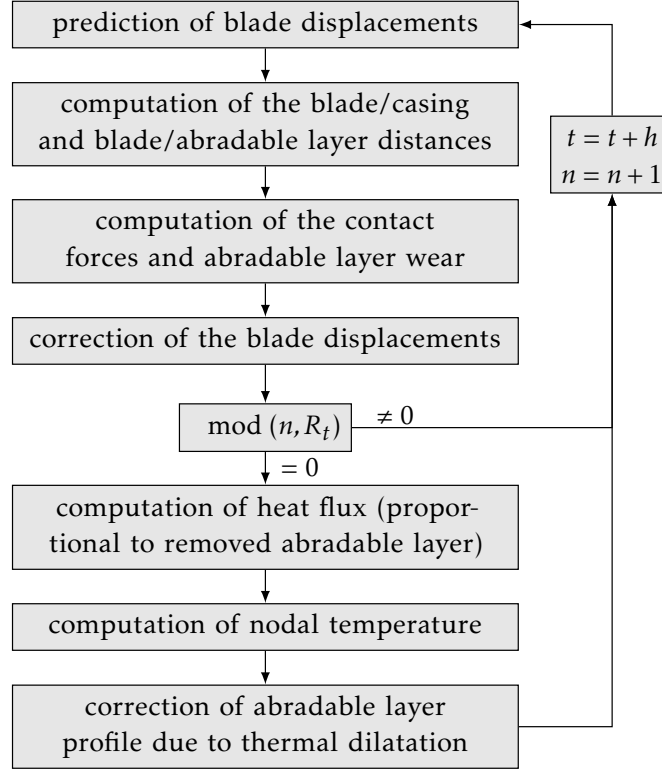 prediction of blade displacements
computation of the blade/casing
and blade/abradable layer distances
t = t + h
n = n + 1
computation of the contact
forces and abradable layer wear
correction of the blade displacements
mod (n, Rₜ)
≠ 0
= 0
computation of heat flux (propor-
tional to removed abradable layer)
computation of nodal temperature
correction of abradable layer
profile due to thermal dilatation